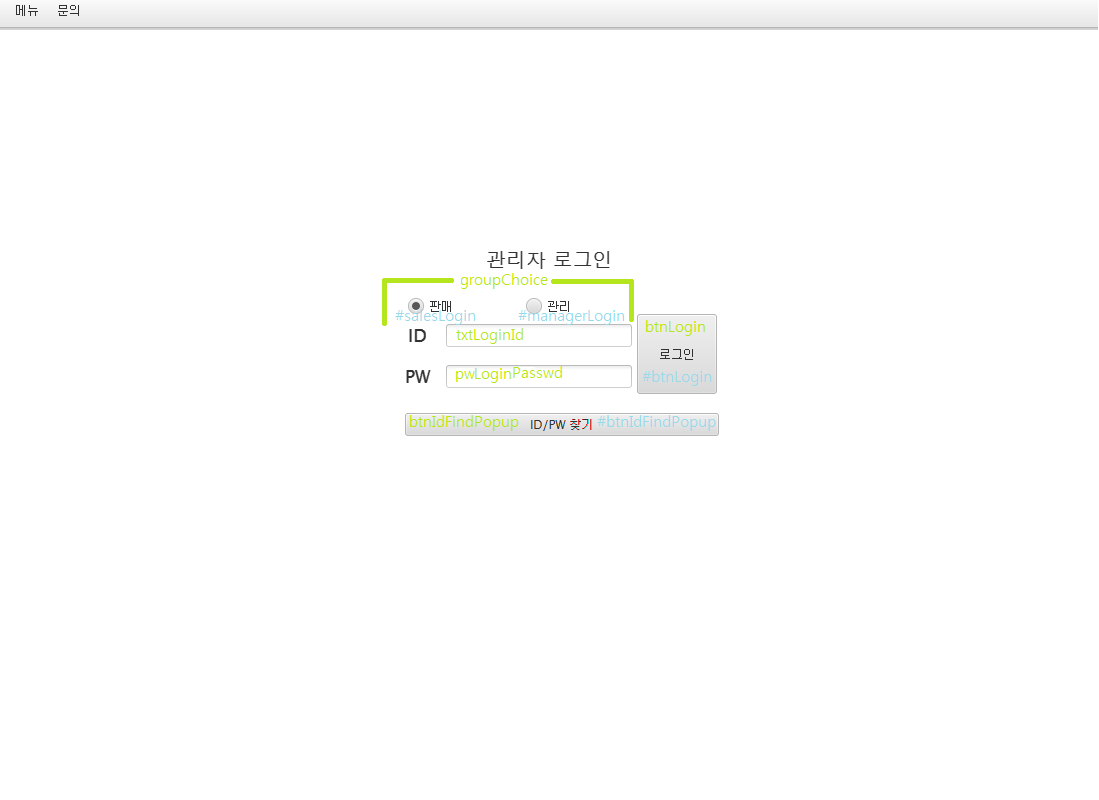 메뉴 문의
관리자 로그인
groupChoice
판매 관리
#salesLogin #managerLogin
ID txtLoginId
btnLogin
로그인
#btnLogin
PW pwLoginPasswd
btnIdFindPopup ID/PW 찾기 #btnIdFindPopup